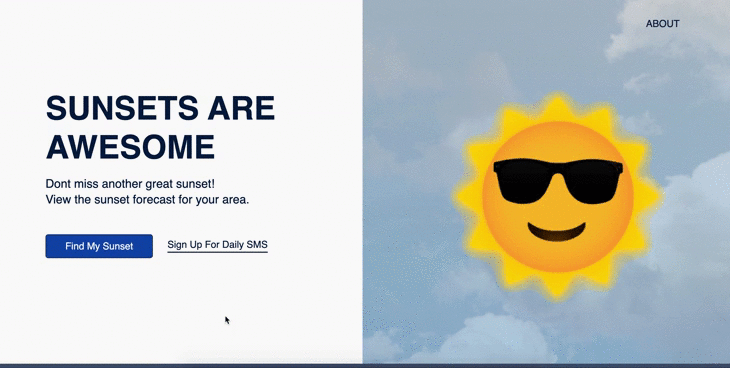 ABOUT
SUNSETS ARE
AWESOME
Dont miss another great sunset!
View the sunset forecast for your area.
Find My Sunset
Sign Up For Daily SMS